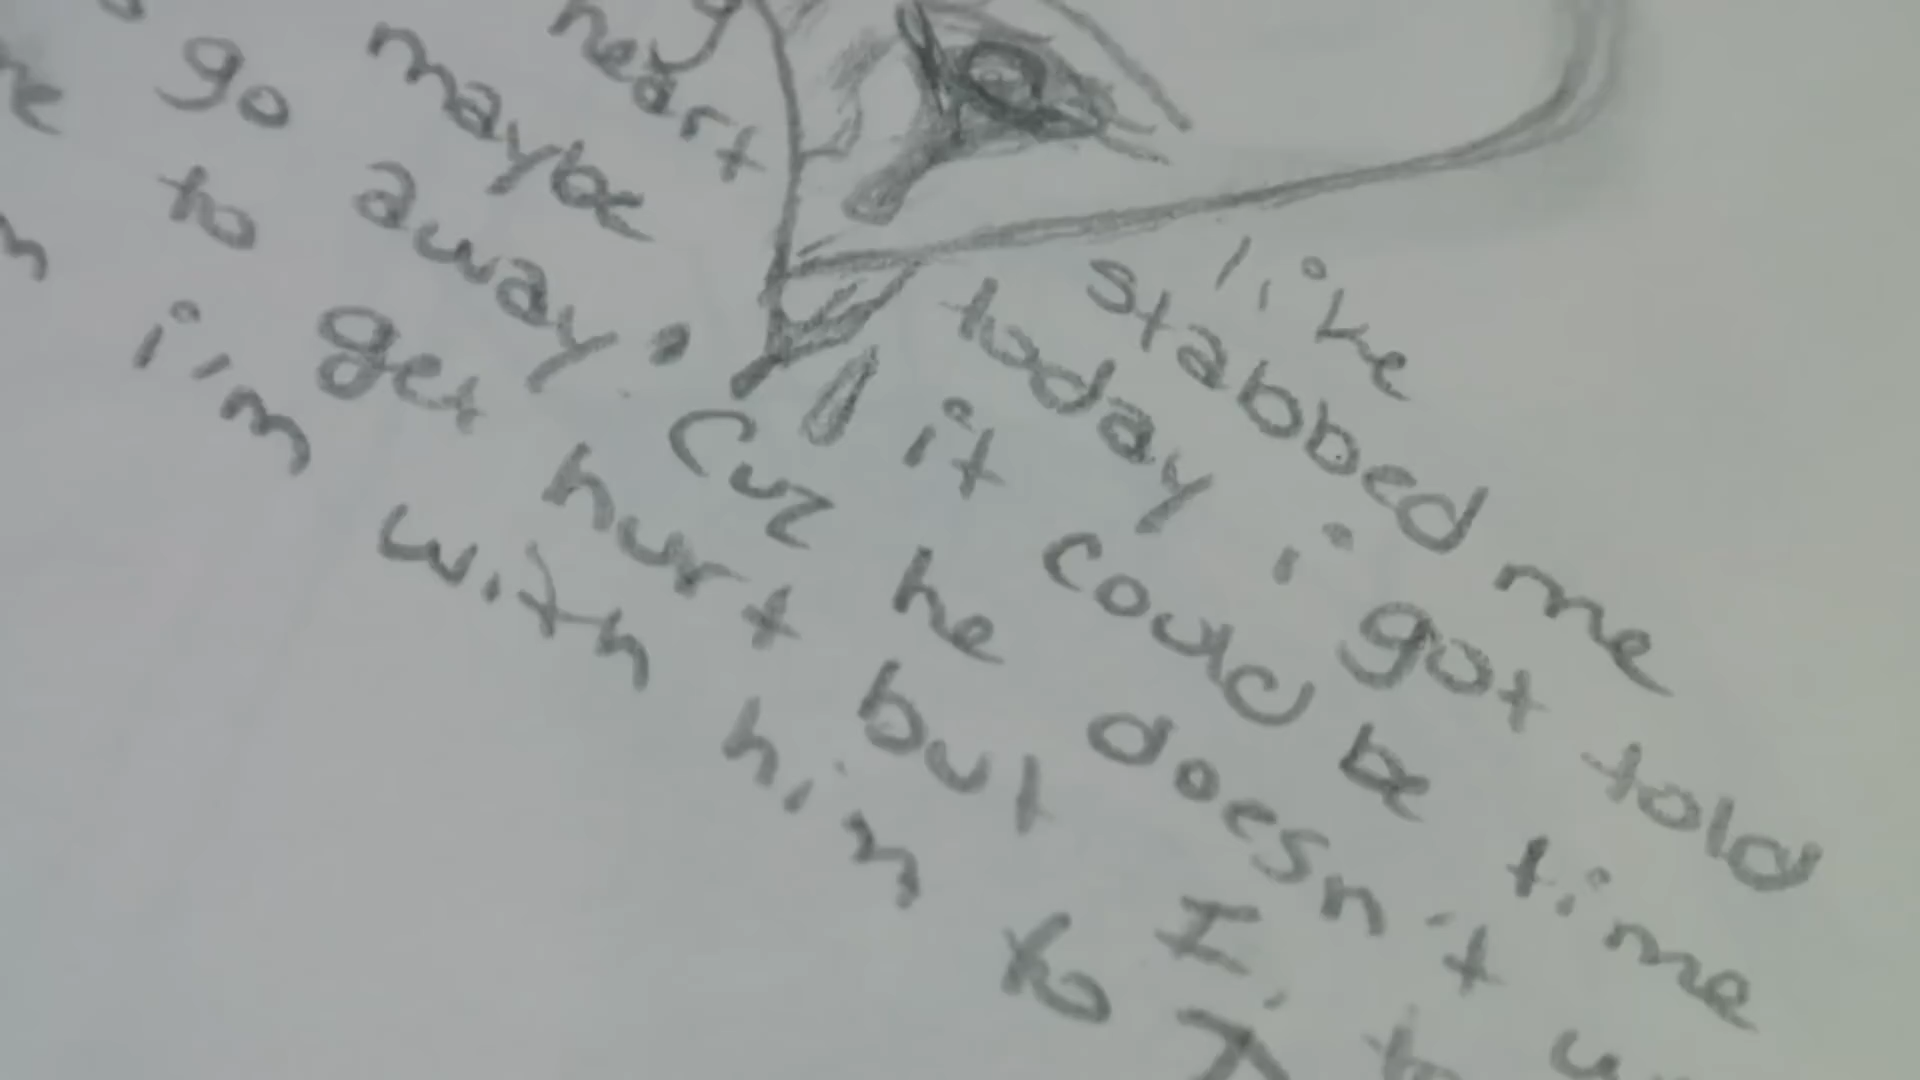 like
stabbed me
heart today i got told
maybe it could be time
go away. cuz he doesn't
to get hurt but I
i'm with him to